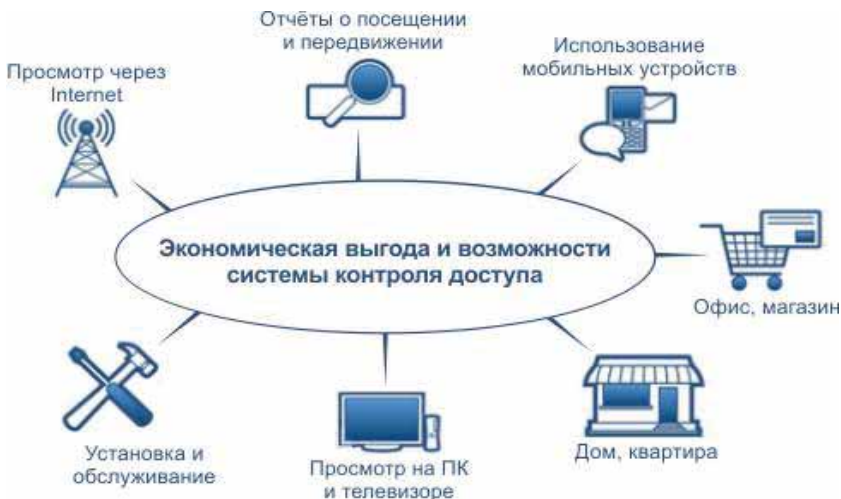 Отчёты о посещении
и передвижении
Использование
мобильных устройств
Просмотр через
Internet
Экономическая выгода и возможности
системы контроля доступа
Офис, магазин
Установка и
обслуживание
Просмотр на ПК
и телевизоре
Дом, квартира